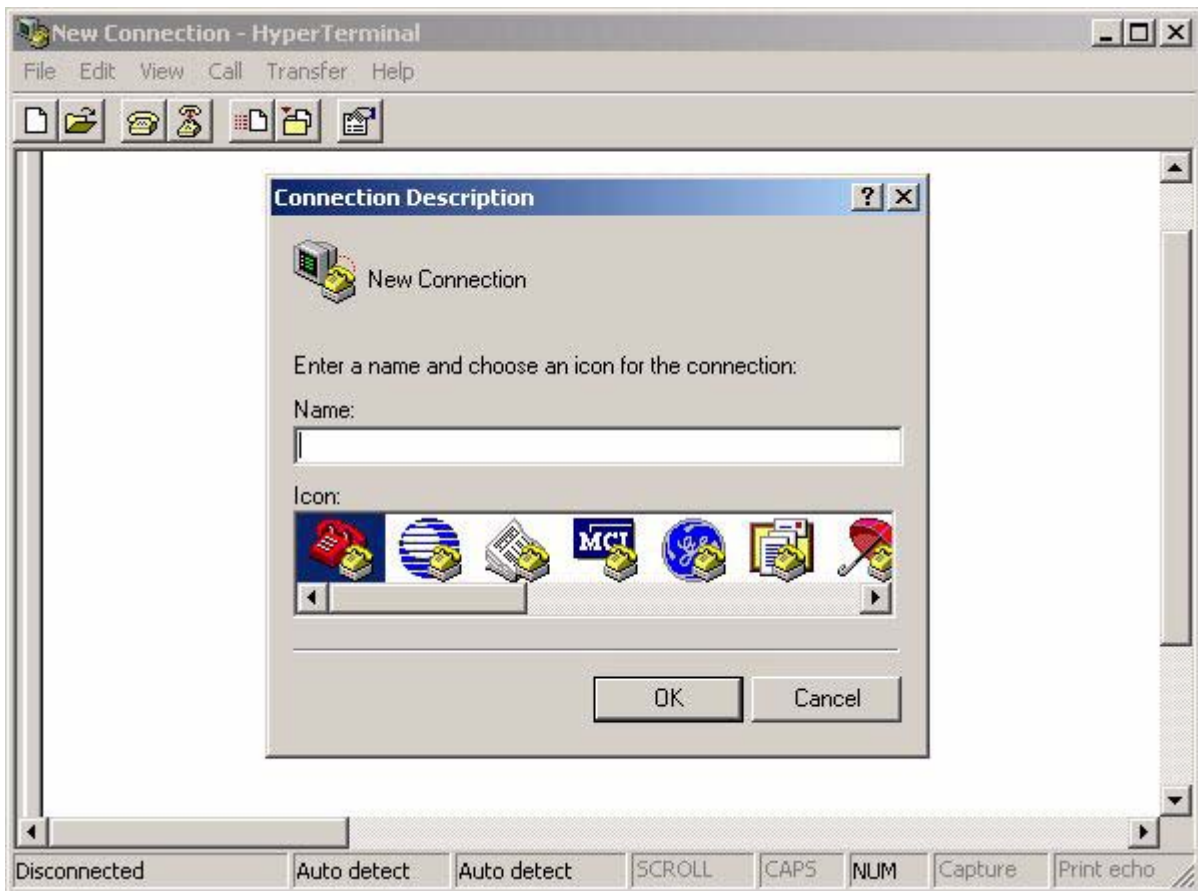 New Connection - HyperTerminal
File Edit View Call Transfer Help
Connection Description
New Connection
Enter a name and choose an icon for the connection:
Name:
Icon:
MCI
OK Cancel
Disconnected Auto detect Auto detect SCROLL CAPS NUM Capture Print echo